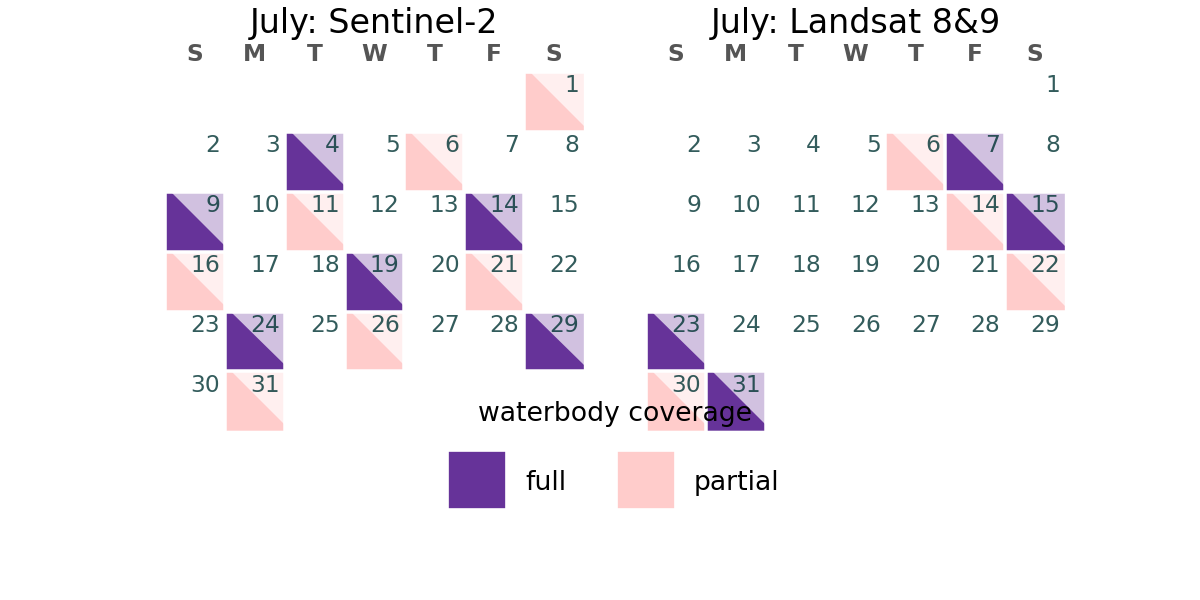 July: Sentinel-2
S M T W T F S
1
2 3 4 5 6 7 8
9 10 11 12 13 14 15
16 17 18 19 20 21 22
23 24 25 26 27 28 29
30 31
July: Landsat 8&9
S M T W T F S
1
2 3 4 5 6 7 8
9 10 11 12 13 14 15
16 17 18 19 20 21 22
23 24 25 26 27 28 29
30 31
waterbody coverage
full partial